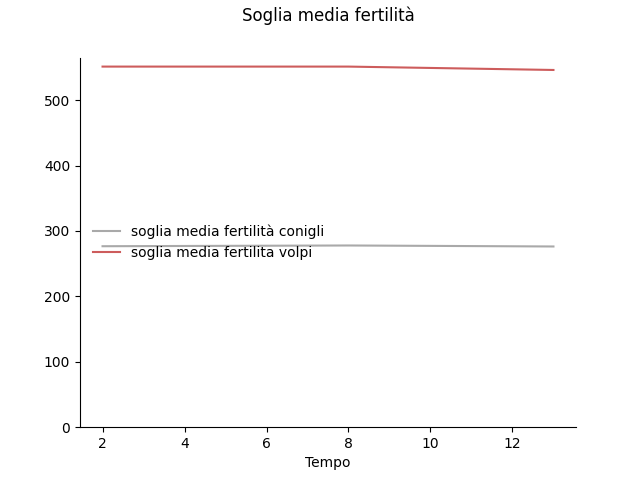 Soglia media fertilità
500
400
300
200
100
0
soglia media fertilità conigli
soglia media fertilita volpi
2 4 6 8 10 12
Tempo